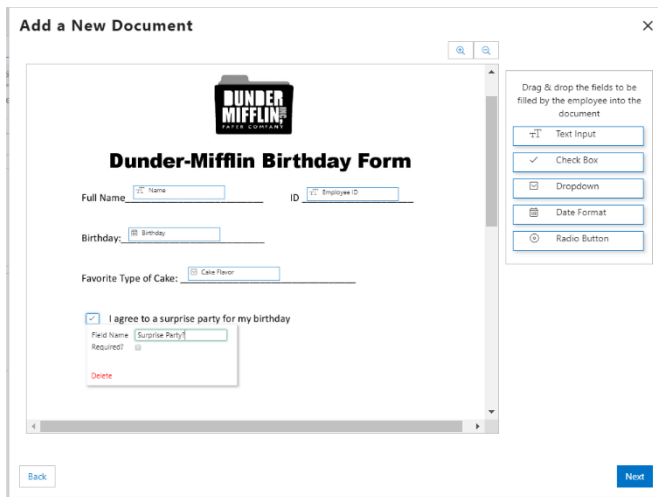 Add a New Document
Drag & drop the fields to be
filled by the employee into the
document
Text Input
Check Box
Dropdown
Date Format
Radio Button
DUNDER
MIFFLIN INC
PAPER COMPANY
Dunder-Mifflin Birthday Form
Full Name Name ID Employee ID
Birthday: Birthday
Favorite Type of Cake: Cake Flavor
I agree to a surprise party for my birthday
Field Name Surprise Party?
Required?
Delete
Back Next